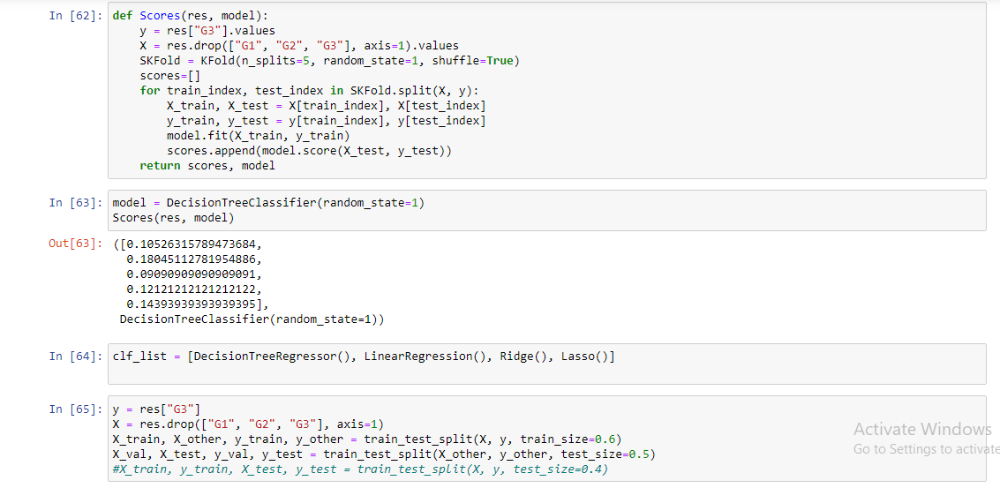 In [62]: def Scores(res, model):
    y = res["G3"].values
    X = res.drop(["G1", "G2", "G3"], axis=1).values
    SKFold = KFold(n_splits=5, random_state=1, shuffle=True)
    scores=[]
    for train_index, test_index in SKFold.split(X, y):
        X_train, X_test = X[train_index], X[test_index]
        y_train, y_test = y[train_index], y[test_index]
        model.fit(X_train, y_train)
        scores.append(model.score(X_test, y_test))
    return scores, model
In [63]: model = DecisionTreeClassifier(random_state=1)
Scores(res, model)
Out[63]: ([0.10526315789473684,
  0.18045112781954886,
  0.09090909090909091,
  0.12121212121212122,
  0.14393939393939395],
 DecisionTreeClassifier(random_state=1))
In [64]: clf_list = [DecisionTreeRegressor(), LinearRegression(), Ridge(), Lasso()]
In [65]: y = res["G3"]
X = res.drop(["G1", "G2", "G3"], axis=1)
X_train, X_other, y_train, y_other = train_test_split(X, y, train_size=0.6)
X_val, X_test, y_val, y_test = train_test_split(X_other, y_other, test_size=0.5)
#X_train, y_train, X_test, y_test = train_test_split(X, y, test_size=0.4)
Activate Windows
Go to Settings to activate